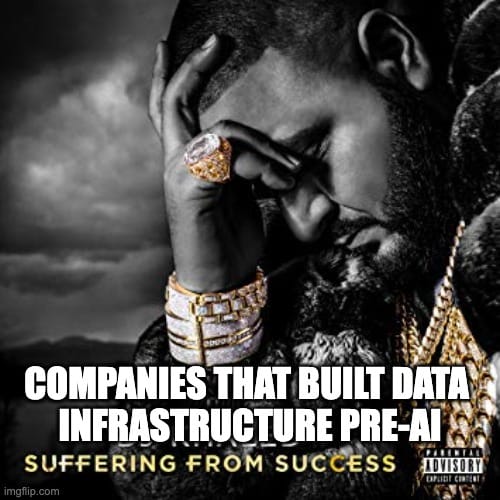 COMPANIES THAT BUILT DATA
INFRASTRUCTURE PRE-AI
SUFFERING FROM SUCCESS
PARENTAL
ADVISORY
EXPLICIT CONTENT
imgflip.com